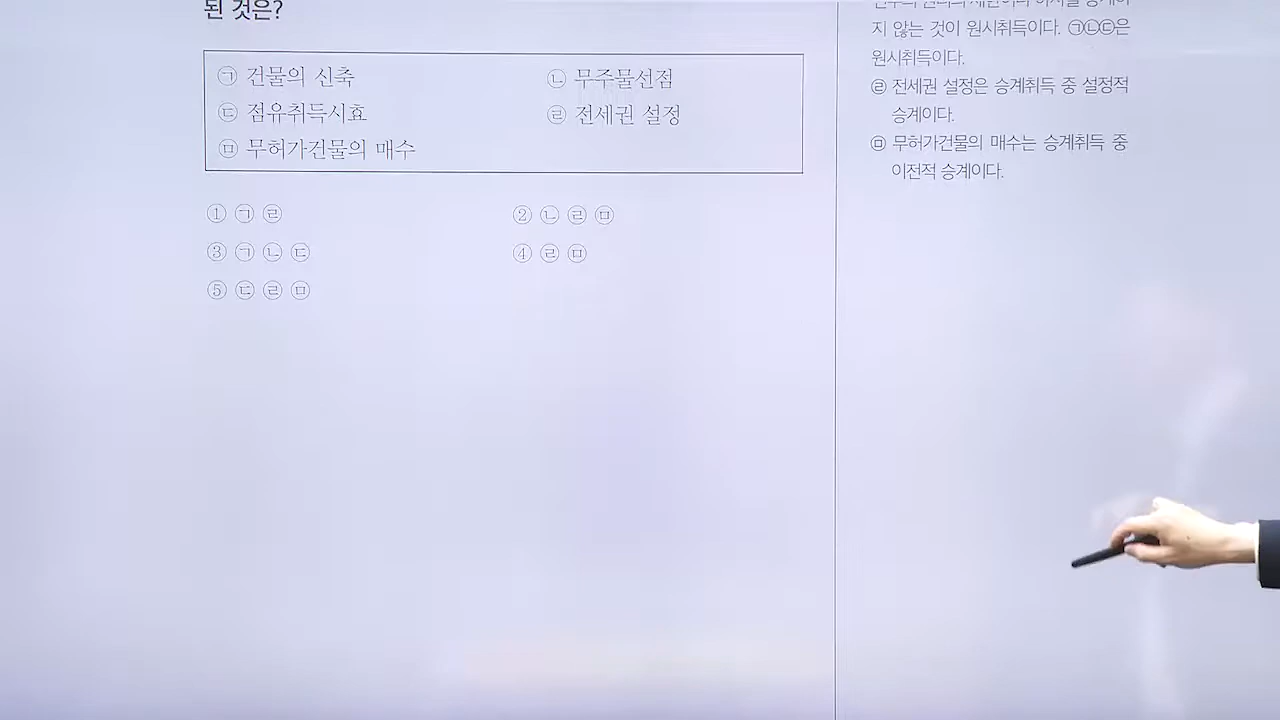 된 것은?
㉠ 건물의 신축 ㉡ 무주물선점
㉢ 점유취득시효 ㉣ 전세권 설정
㉤ 무허가건물의 매수
① ㉠ ㉣ ② ㉡ ㉣ ㉤
③ ㉠ ㉡ ㉢ ④ ㉣ ㉤
⑤ ㉢ ㉣ ㉤
지 않는 것이 원시취득이다. ㉠㉡㉢은
원시취득이다.
㉣ 전세권 설정은 승계취득 중 설정적
승계이다.
㉤ 무허가건물의 매수는 승계취득 중
이전적 승계이다.